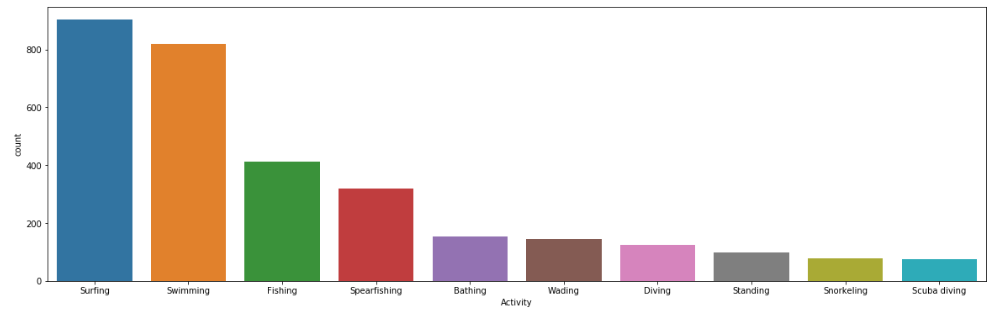 800
600
400
200
0
count
Surfing Swimming Fishing Spearfishing Bathing Wading Diving Standing Snorkeling Scuba diving
Activity